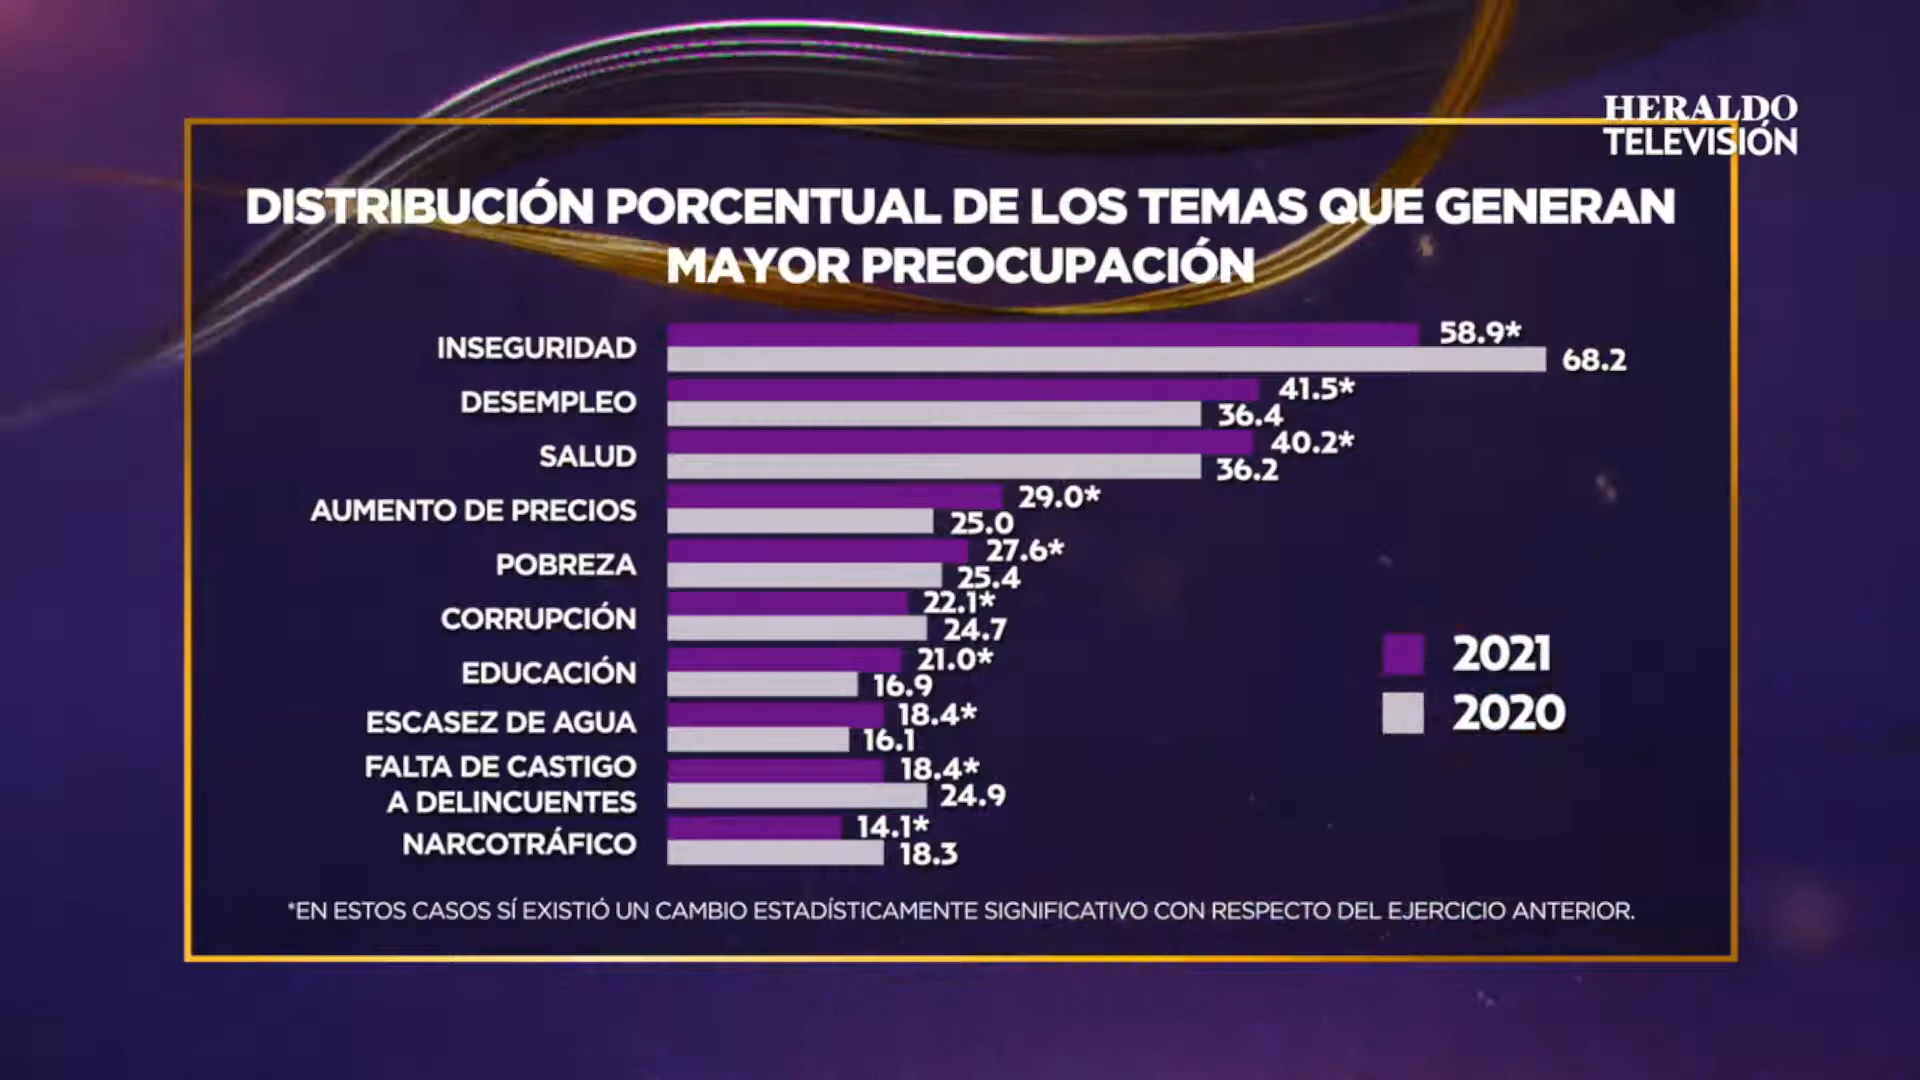 HERALDO
TELEVISIÓN
DISTRIBUCIÓN PORCENTUAL DE LOS TEMAS QUE GENERAN
MAYOR PREOCUPACIÓN
INSEGURIDAD
58.9*
68.2
DESEMPLEO
41.5*
36.4
SALUD
40.2*
36.2
AUMENTO DE PRECIOS
29.0*
25.0
POBREZA
27.6*
25.4
CORRUPCIÓN
22.1*
24.7
EDUCACIÓN
21.0*
16.9
ESCASEZ DE AGUA
18.4*
16.1
FALTA DE CASTIGO
A DELINCUENTES
18.4*
24.9
NARCOTRÁFICO
14.1*
18.3
2021
2020
*EN ESTOS CASOS SÍ EXISTIÓ UN CAMBIO ESTADÍSTICAMENTE SIGNIFICATIVO CON RESPECTO DEL EJERCICIO ANTERIOR.